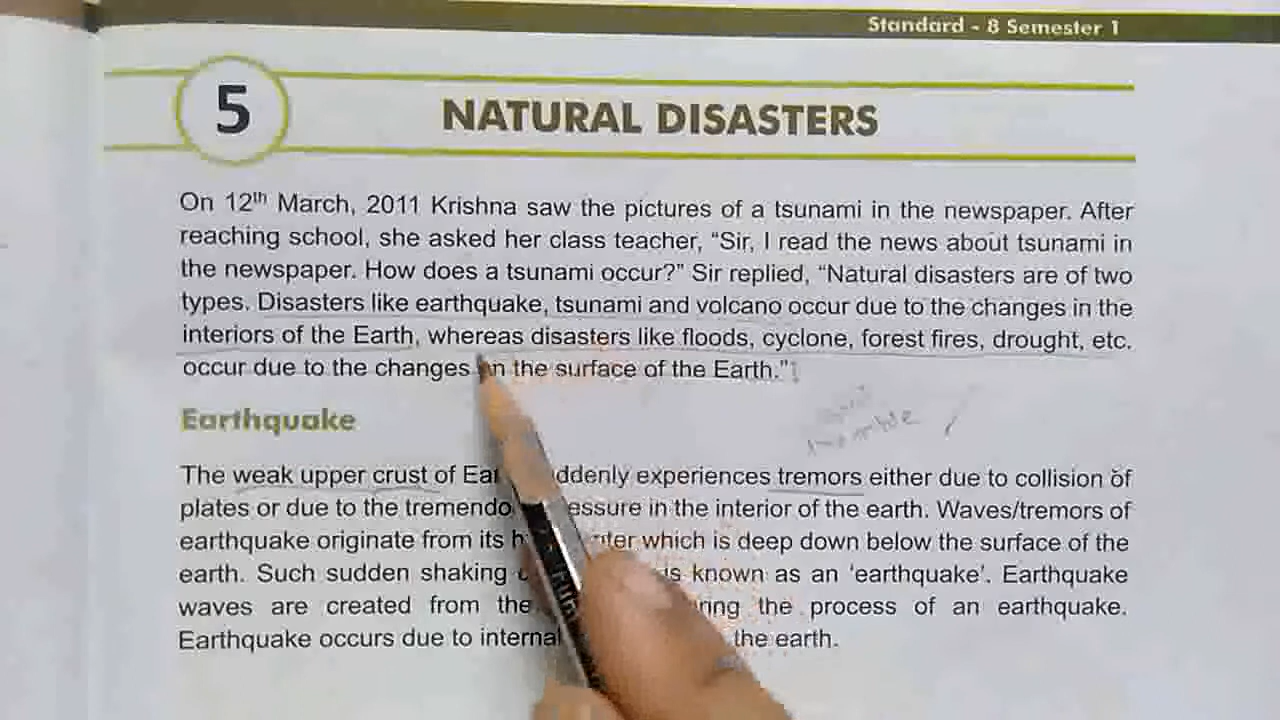 Standard - 8 Semester 1
5
NATURAL DISASTERS
On 12th March, 2011 Krishna saw the pictures of a tsunami in the newspaper. After
reaching school, she asked her class teacher, “Sir, I read the news about tsunami in
the newspaper. How does a tsunami occur?” Sir replied, “Natural disasters are of two
types. Disasters like earthquake, tsunami and volcano occur due to the changes in the
interiors of the Earth, whereas disasters like floods, cyclone, forest fires, drought, etc.
occur due to the changes on the surface of the Earth.”
Earthquake
The weak upper crust of experiences tremors either due to collision of
plates or due to the in the interior of the earth. Waves/tremors of
earthquake originate from its which is deep down below the surface of the
earth. Such sudden shaking is known as an ‘earthquake’. Earthquake
waves are created from the the process of an earthquake.
Earthquake occurs due to internal the earth.